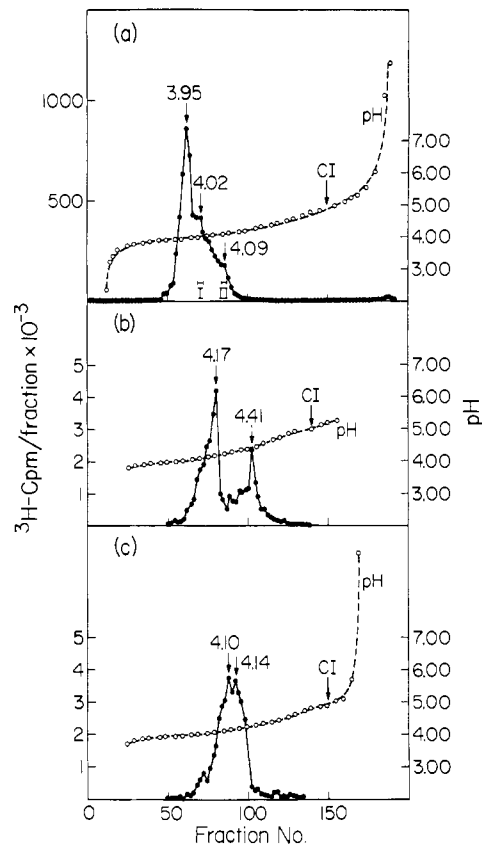 (a)
3.95
4.02
4.09
CI
pH
I II
1000
500
7.00
6.00
5.00
4.00
3.00
(b)
4.17
4.41
CI
pH
5
4
3
2
1
7.00
6.00
5.00
4.00
3.00
³H-Cpm/fraction × 10⁻³
pH
(c)
4.10
4.14
CI
pH
5
4
3
2
1
7.00
6.00
5.00
4.00
3.00
0 50 100 150
Fraction No.